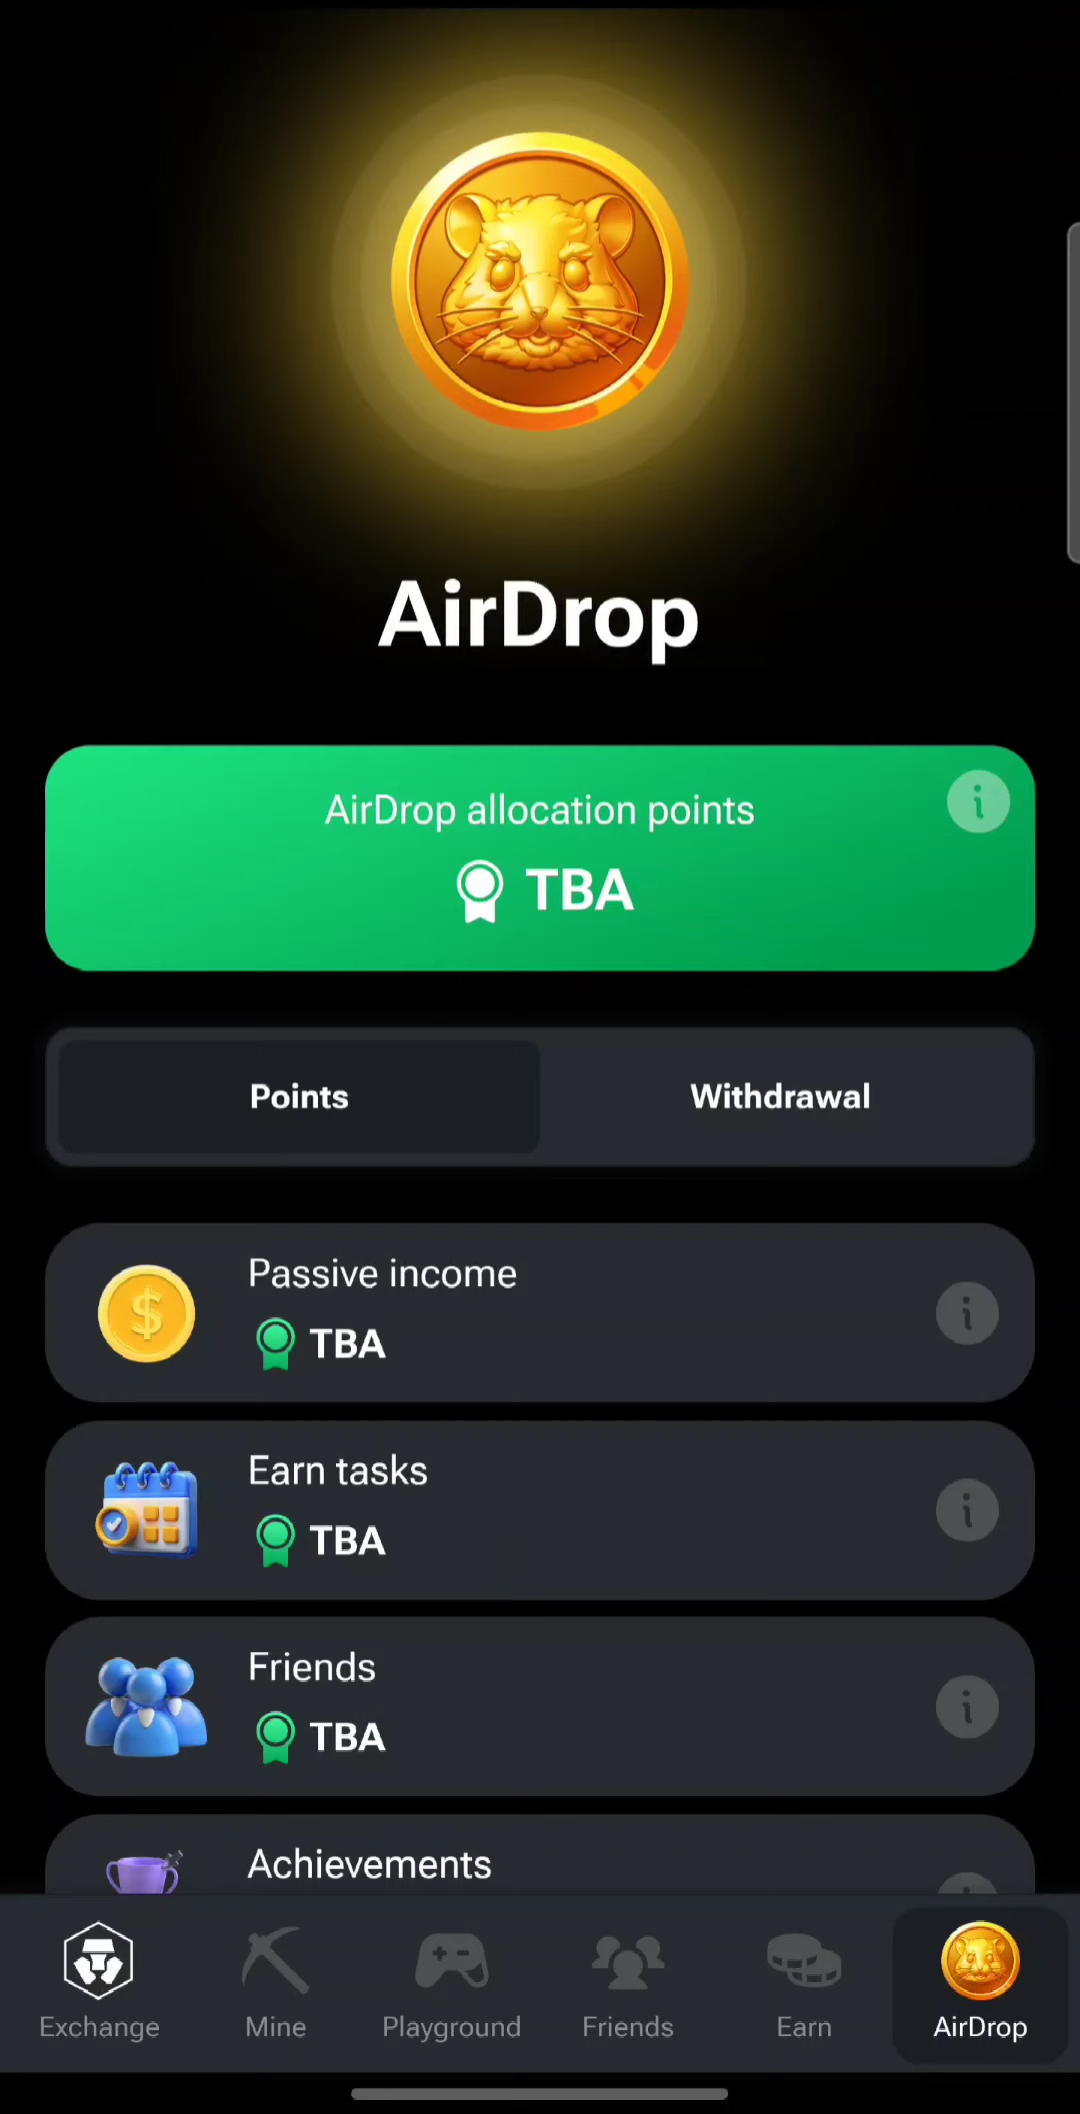 AirDrop
AirDrop allocation points
TBA
Points
Withdrawal
Passive income
TBA
Earn tasks
TBA
Friends
TBA
Achievements
Exchange
Mine
Playground
Friends
Earn
AirDrop